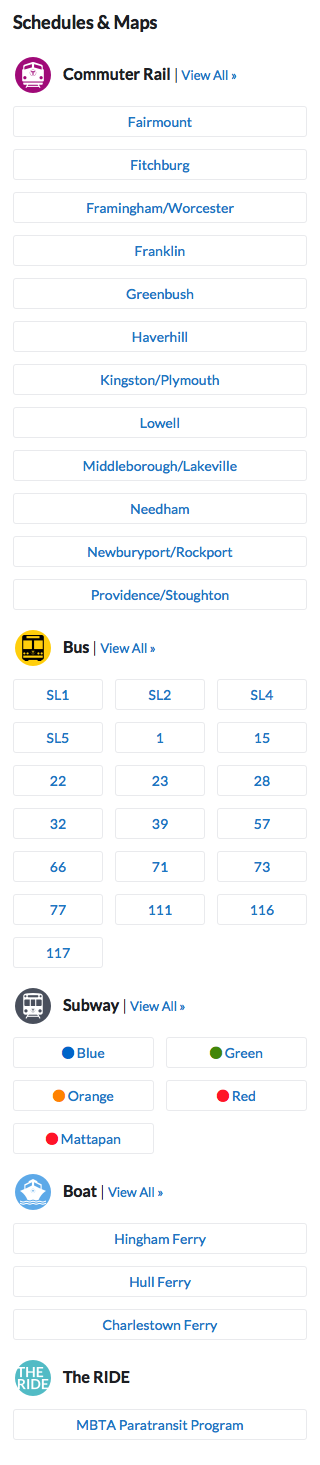 Schedules & Maps
Commuter Rail | View All »
Fairmount
Fitchburg
Framingham/Worcester
Franklin
Greenbush
Haverhill
Kingston/Plymouth
Lowell
Middleborough/Lakeville
Needham
Newburyport/Rockport
Providence/Stoughton
Bus | View All »
SL1 SL2 SL4
SL5 1 15
22 23 28
32 39 57
66 71 73
77 111 116
117
Subway | View All »
Blue Green
Orange Red
Mattapan
Boat | View All »
Hingham Ferry
Hull Ferry
Charlestown Ferry
THE
RIDE
The RIDE
MBTA Paratransit Program